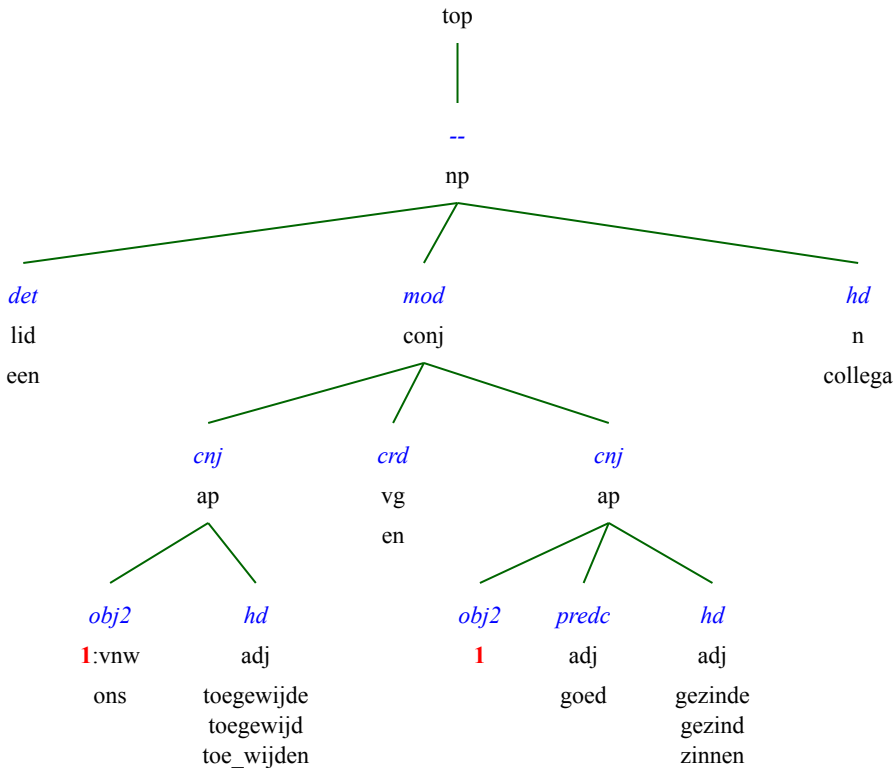 top
--
np
det mod hd
lid conj n
een collega
cnj crd cnj
ap vg ap
en
obj2 hd obj2 predc hd
1:vnw adj 1 adj adj
ons toegewijde goed gezinde
toegewijd gezind
toe_wijden zinnen